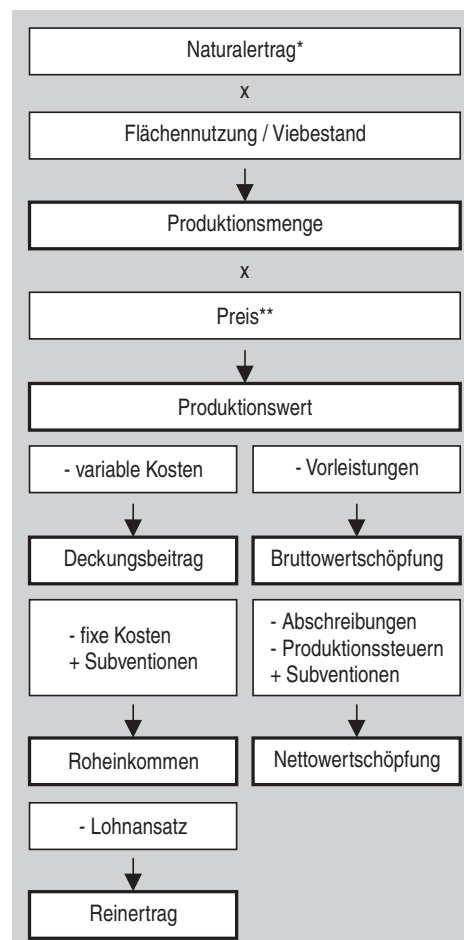 Naturalertrag*
x
Flächennutzung / Viebestand
Produktionsmenge
x
Preis**
Produktionswert
- variable Kosten
- Vorleistungen
Deckungsbeitrag
Bruttowertschöpfung
- fixe Kosten
+ Subventionen
- Abschreibungen
- Produktionssteuern
+ Subventionen
Roheinkommen
Nettowertschöpfung
- Lohnansatz
Reinertrag